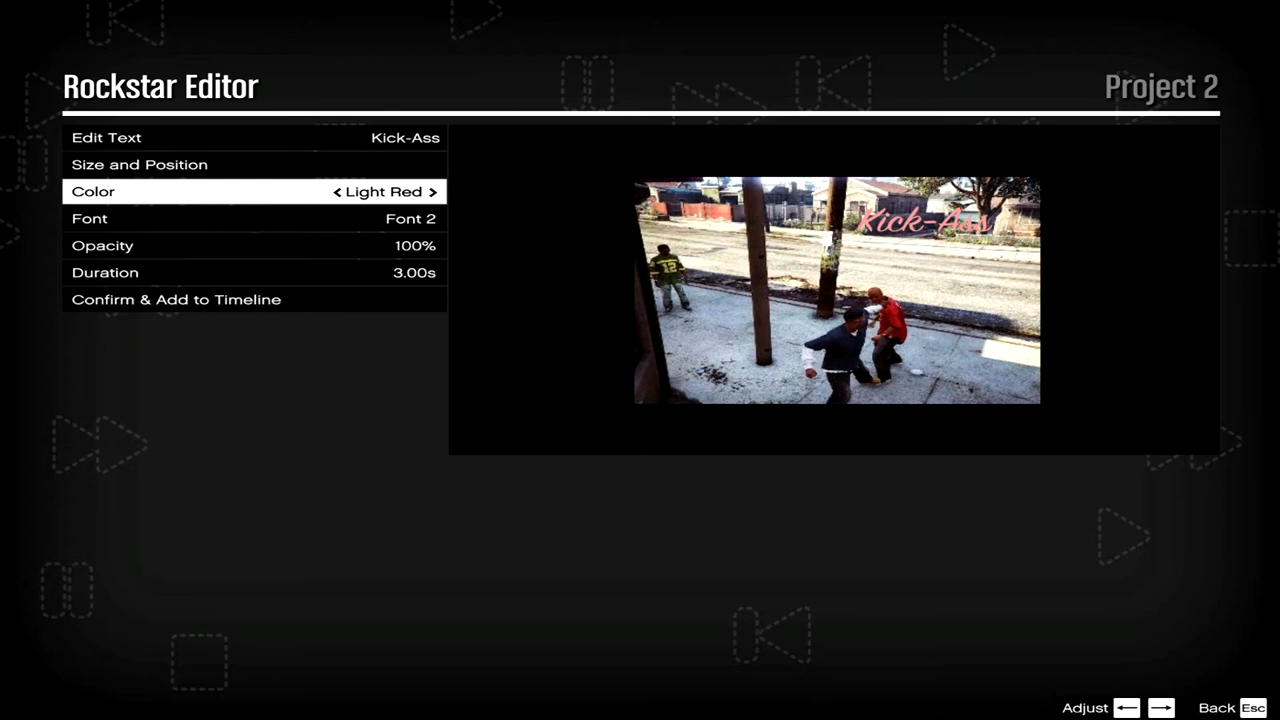 Rockstar Editor
Project 2
Edit Text Kick-Ass
Size and Position
Color < Light Red >
Font Font 2
Opacity 100%
Duration 3.00s
Confirm & Add to Timeline
Kick-Ass
12
Adjust ← → Back Esc